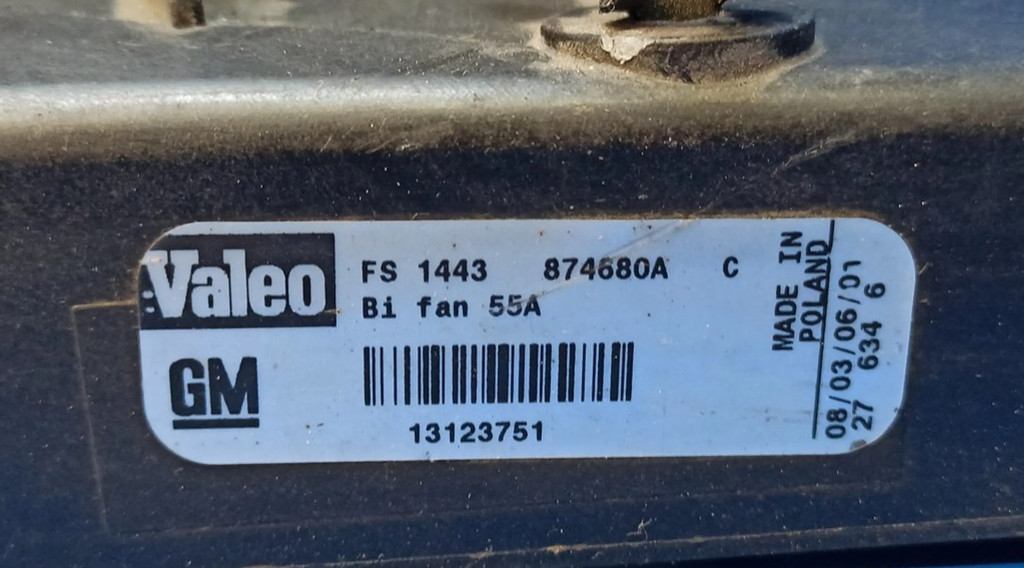 Valeo
FS 1443 874680A C
Bi fan 55A
GM
13123751
MADE IN
POLAND
08/03/06/01
27 634 6